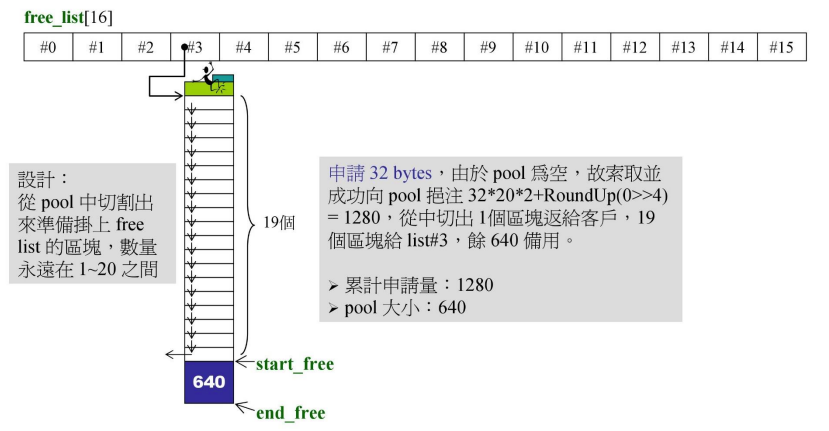 free_list[16]
#0 #1 #2 #3 #4 #5 #6 #7 #8 #9 #10 #11 #12 #13 #14 #15
設計：
從 pool 中切割出
來準備掛上 free
list 的區塊，數量
永遠在 1~20 之間
19個
申請 32 bytes，由於 pool 爲空，故索取並
成功向 pool 挹注 32*20*2+RoundUp(0>>4)
= 1280，從中切出 1個區塊返給客戶，19
個區塊給 list#3，餘 640 備用。
➢ 累計申請量：1280
➢ pool 大小：640
start_free
640
end_free